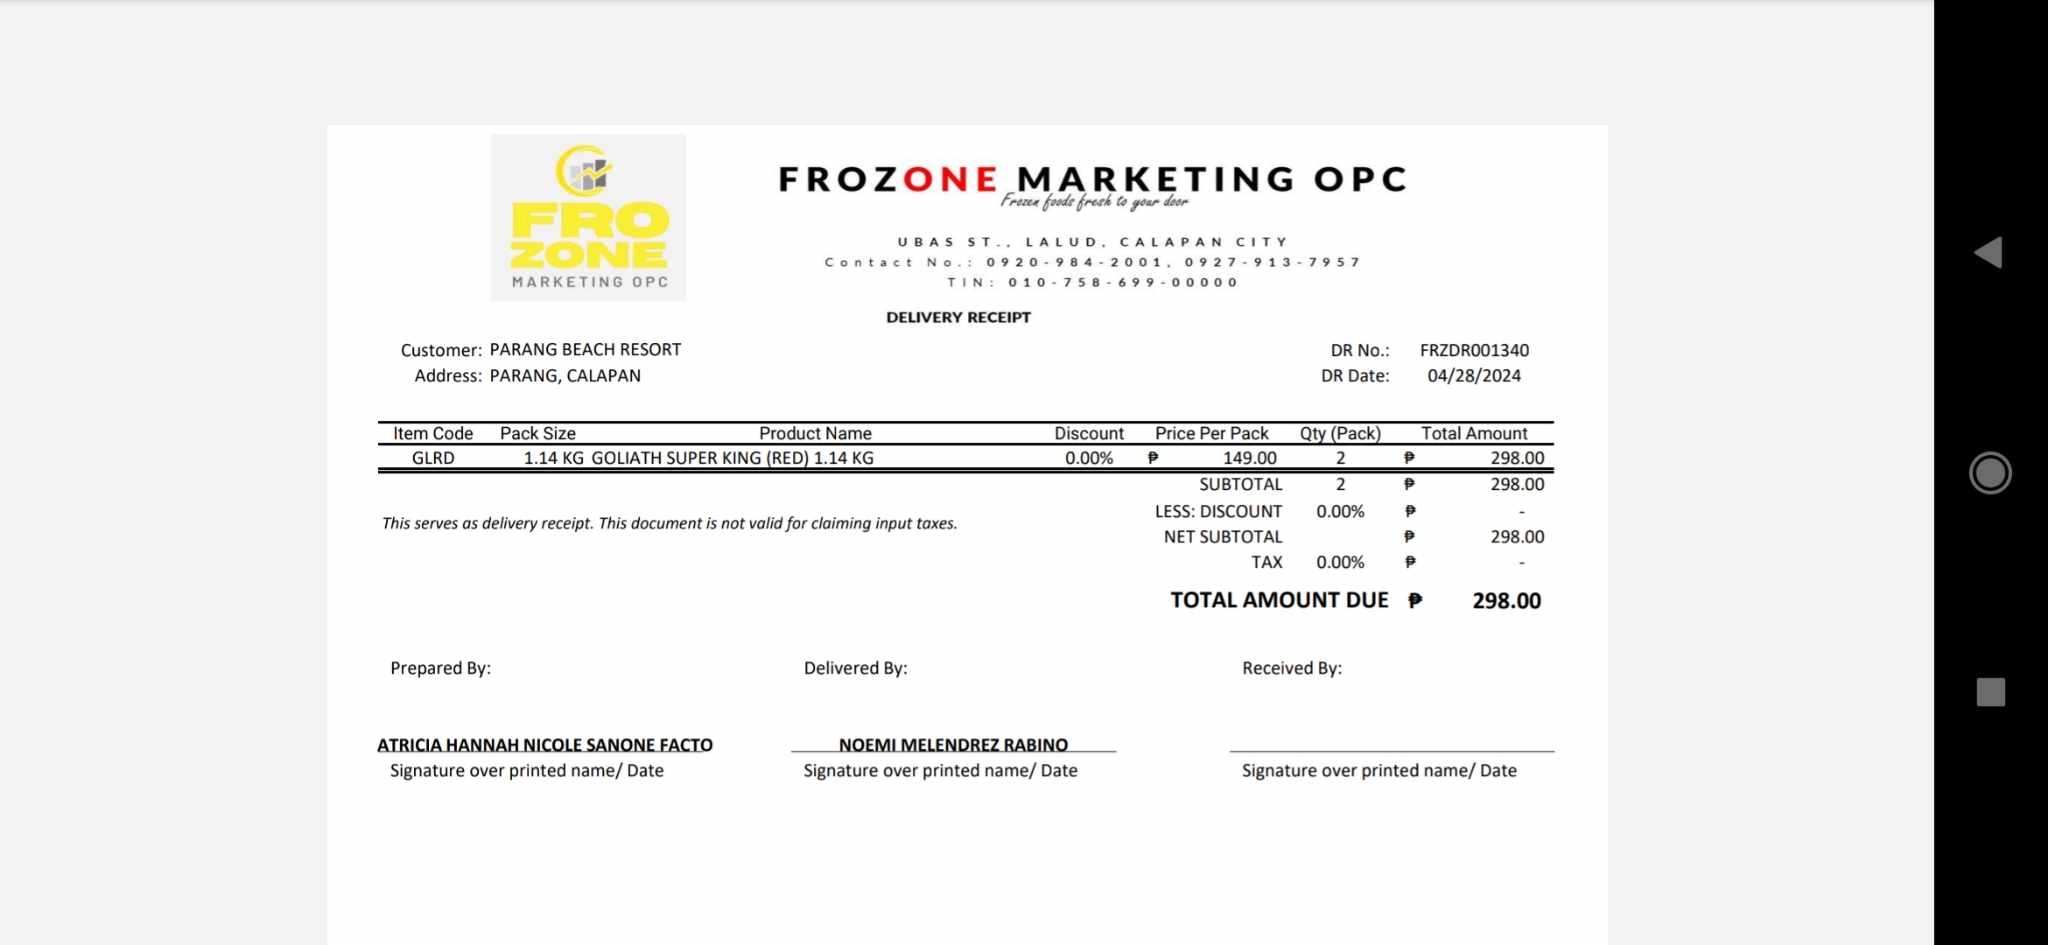 FRO
ZONE
MARKETING OPC
FROZONE MARKETING OPC
Frozen foods fresh to your door
UBAS ST., LALUD, CALAPAN CITY
Contact No.: 0920-984-2001, 0927-913-7957
TIN: 010-758-699-00000
DELIVERY RECEIPT
Customer: PARANG BEACH RESORT DR No.: FRZDR001340
Address: PARANG, CALAPAN DR Date: 04/28/2024
Item Code Pack Size Product Name Discount Price Per Pack Qty (Pack) Total Amount
GLRD 1.14 KG GOLIATH SUPER KING (RED) 1.14 KG 0.00% ₱ 149.00 2 ₱ 298.00
SUBTOTAL 2 ₱ 298.00
LESS: DISCOUNT 0.00% ₱ -
This serves as delivery receipt. This document is not valid for claiming input taxes.
NET SUBTOTAL ₱ 298.00
TAX 0.00% ₱ -
TOTAL AMOUNT DUE ₱ 298.00
Prepared By: Delivered By: Received By:
ATRICIA HANNAH NICOLE SANONE FACTO NOEMI MELENDREZ RABINO
Signature over printed name/ Date Signature over printed name/ Date Signature over printed name/ Date